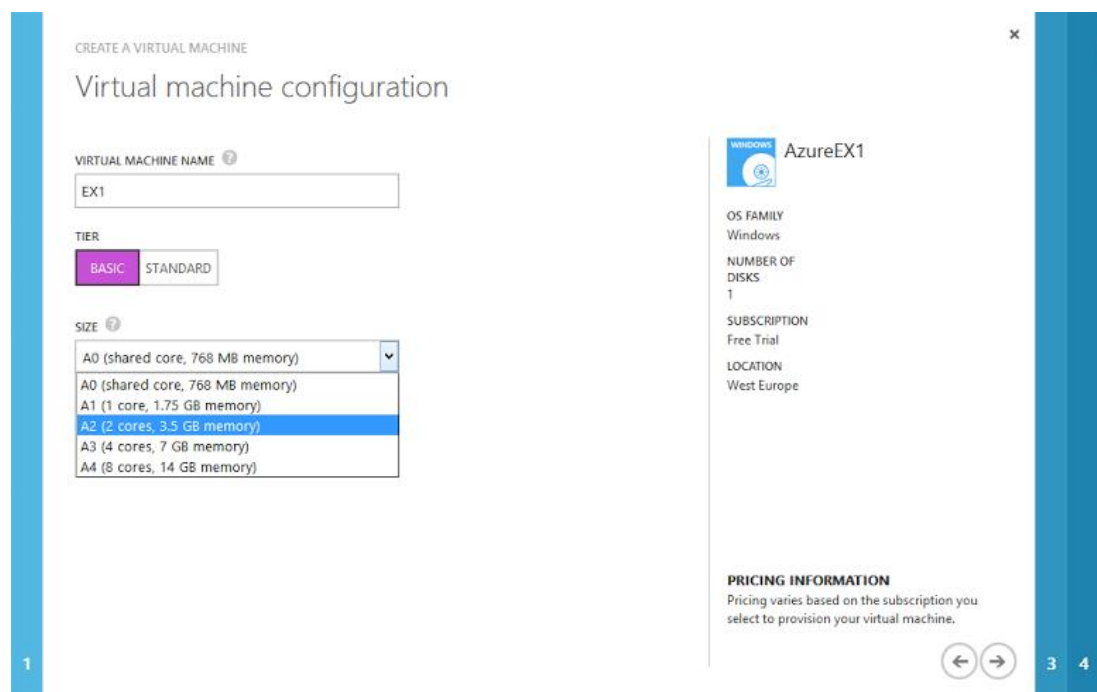 CREATE A VIRTUAL MACHINE
Virtual machine configuration
VIRTUAL MACHINE NAME ?
EX1
TIER
BASIC STANDARD
SIZE ?
A0 (shared core, 768 MB memory)
A0 (shared core, 768 MB memory)
A1 (1 core, 1.75 GB memory)
A2 (2 cores, 3.5 GB memory)
A3 (4 cores, 7 GB memory)
A4 (8 cores, 14 GB memory)
WINDOWS
AzureEX1
OS FAMILY
Windows
NUMBER OF
DISKS
1
SUBSCRIPTION
Free Trial
LOCATION
West Europe
PRICING INFORMATION
Pricing varies based on the subscription you
select to provision your virtual machine.
1
3 4